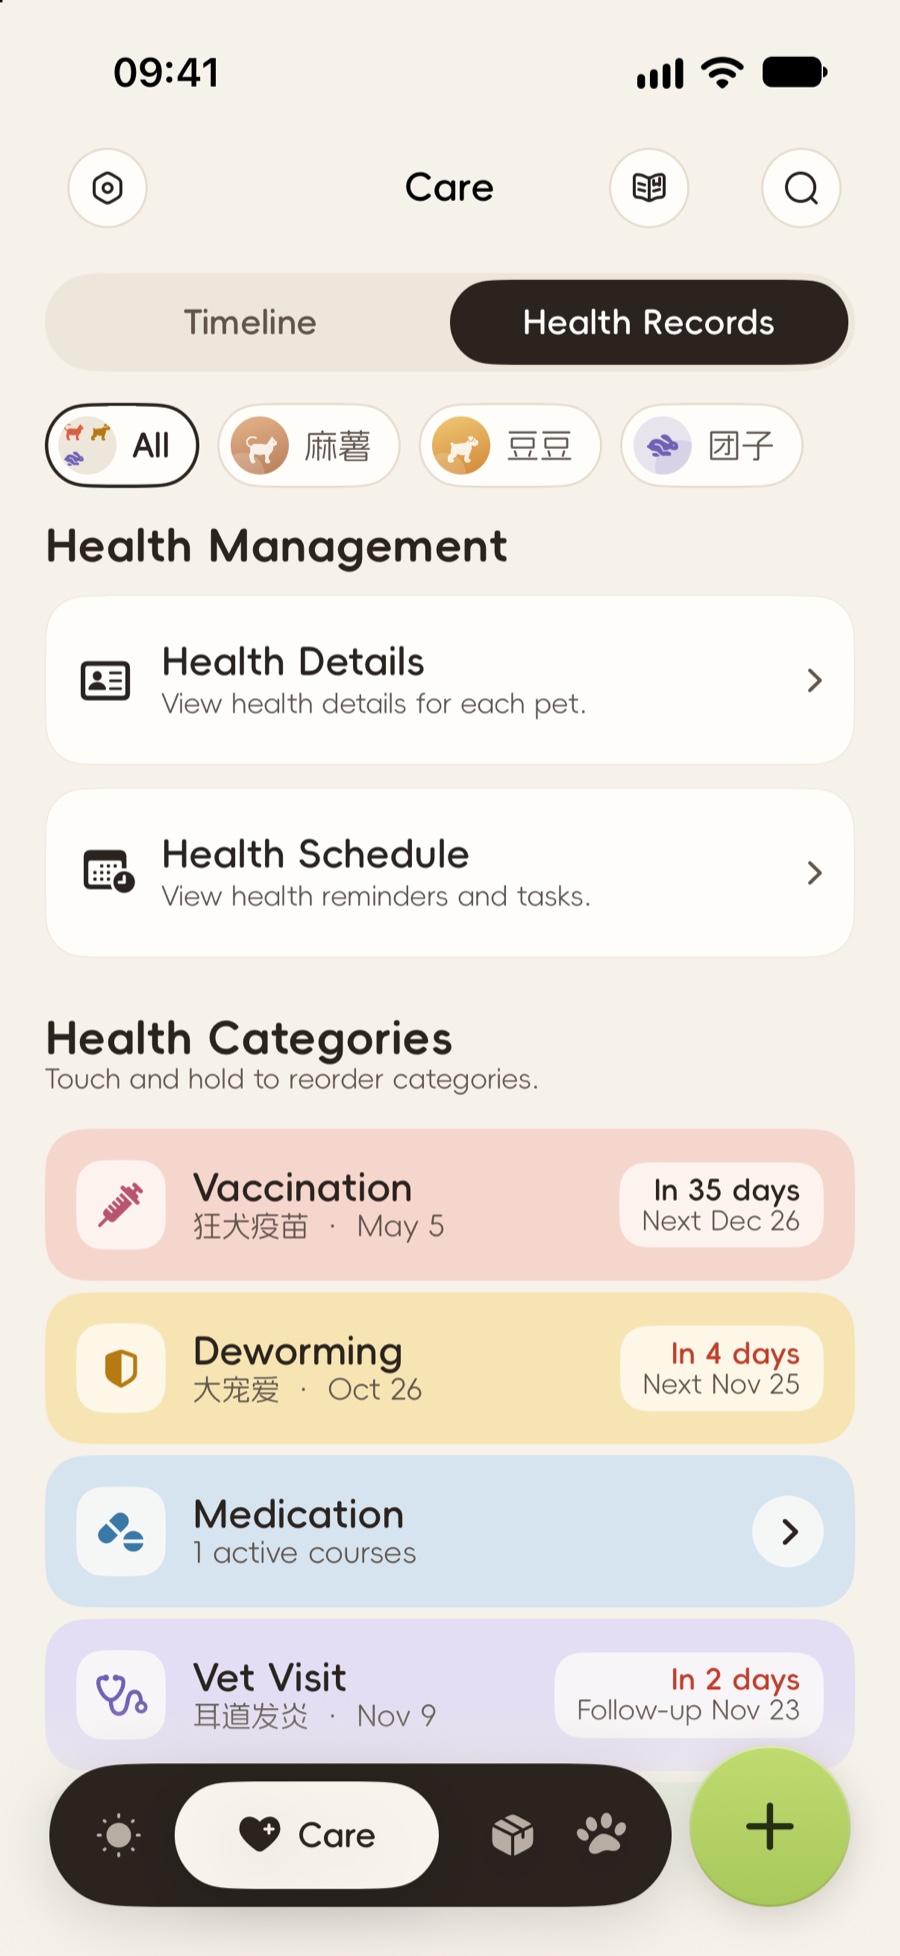 09:41
Care
Timeline
Health Records
All
麻薯
豆豆
团子
Health Management
Health Details
View health details for each pet.
Health Schedule
View health reminders and tasks.
Health Categories
Touch and hold to reorder categories.
Vaccination
狂犬疫苗 · May 5
In 35 days
Next Dec 26
Deworming
大宠爱 · Oct 26
In 4 days
Next Nov 25
Medication
1 active courses
Vet Visit
耳道发炎 · Nov 9
In 2 days
Follow-up Nov 23
Care